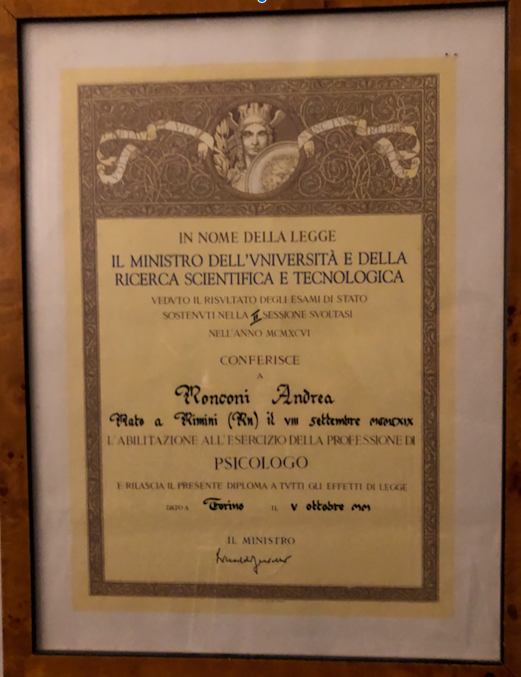 IN NOME DELLA LEGGE
IL MINISTRO DELL'VNIVERSITÀ E DELLA
RICERCA SCIENTIFICA E TECNOLOGICA
VEDVTO IL RISVLTATO DEGLI ESAMI DI STATO
SOSTENVTI NELLA II SESSIONE SVOLTASI
NELL'ANNO MCMXCVI
CONFERISCE
A
Ronconi Andrea
Nato a Rimini (Rn) il VIII settembre
L'ABILITAZIONE ALL'ESERCIZIO DELLA PROFESSIONE DI
PSICOLOGO
E RILASCIA IL PRESENTE DIPLOMA A TVTTI GLI EFFETTI DI LEGGE
DATO A Torino IL V ottobre MM
IL MINISTRO